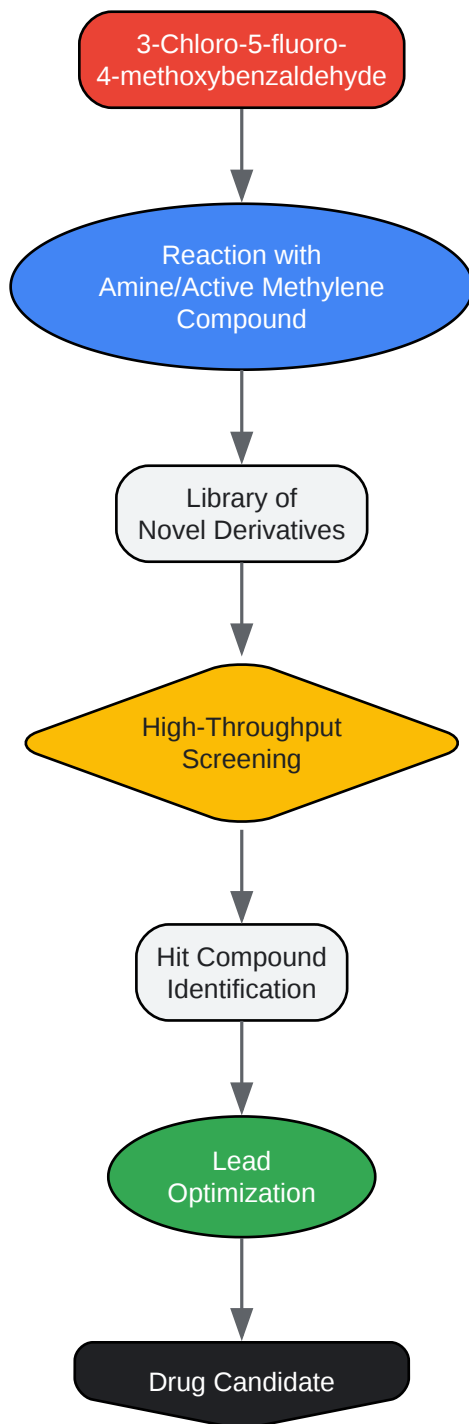 3-Chloro-5-fluoro-
4-methoxybenzaldehyde
Reaction with
Amine/Active Methylene
Compound
Library of
Novel Derivatives
High-Throughput
Screening
Hit Compound
Identification
Lead
Optimization
Drug Candidate